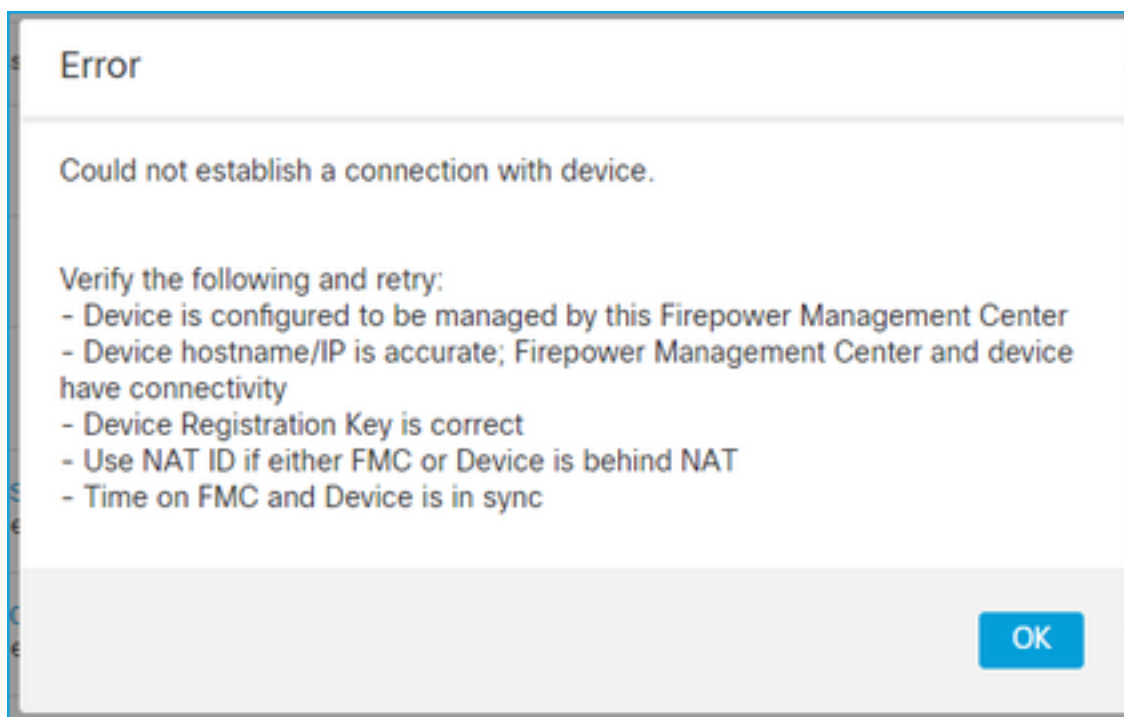 Error
Could not establish a connection with device.
Verify the following and retry:
- Device is configured to be managed by this Firepower Management Center
- Device hostname/IP is accurate; Firepower Management Center and device
have connectivity
- Device Registration Key is correct
- Use NAT ID if either FMC or Device is behind NAT
- Time on FMC and Device is in sync
OK